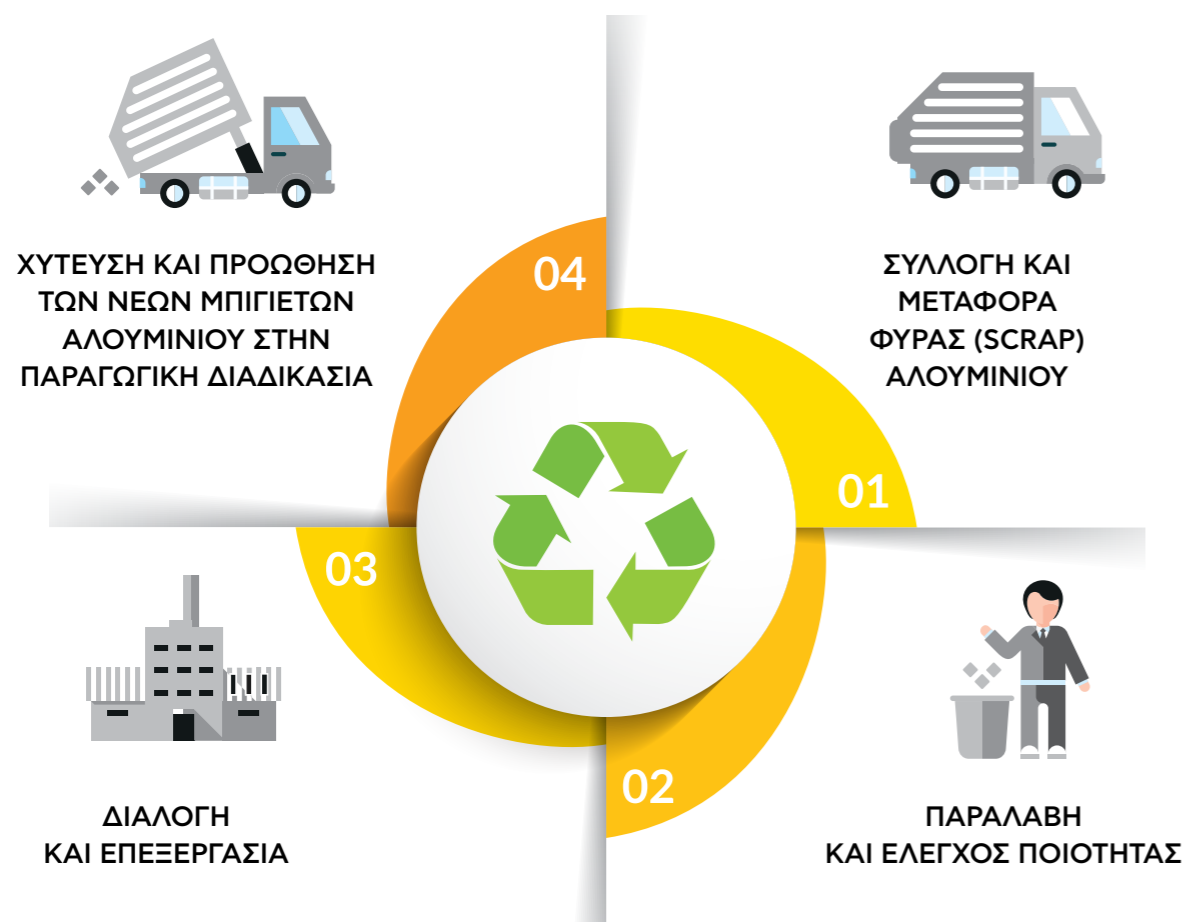 01
ΣΥΛΛΟΓΗ ΚΑΙ
ΜΕΤΑΦΟΡΑ
ΦΥΡΑΣ (SCRAP)
ΑΛΟΥΜΙΝΙΟΥ
02
ΠΑΡΑΛΑΒΗ
ΚΑΙ ΕΛΕΓΧΟΣ ΠΟΙΟΤΗΤΑΣ
03
ΔΙΑΛΟΓΗ
ΚΑΙ ΕΠΕΞΕΡΓΑΣΙΑ
04
ΧΥΤΕΥΣΗ ΚΑΙ ΠΡΟΩΘΗΣΗ
ΤΩΝ ΝΕΩΝ ΜΠΙΓΙΕΤΩΝ
ΑΛΟΥΜΙΝΙΟΥ ΣΤΗΝ
ΠΑΡΑΓΩΓΙΚΗ ΔΙΑΔΙΚΑΣΙΑ